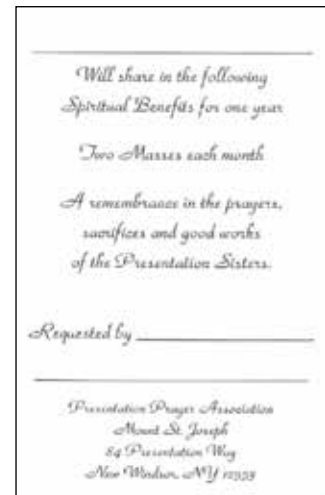 Will share in the following
Spiritual Benefits for one year
Two Masses each month
A remembrance in the prayers,
sacrifices and good works
of the Presentation Sisters.
Requested by
Presentation Prayer Association
Mount St. Joseph
84 Presentation Way
New Windsor, NY 12553